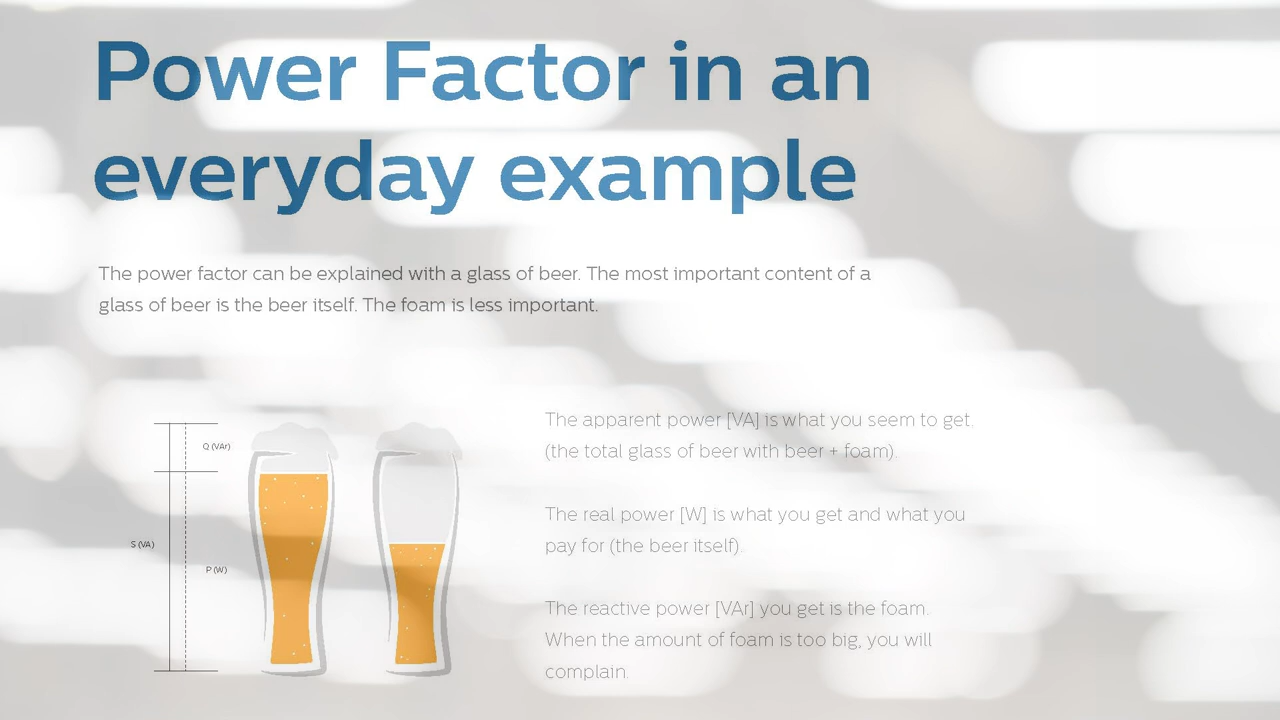 Power Factor in an
everyday example
The power factor can be explained with a glass of beer. The most important content of a
glass of beer is the beer itself. The foam is less important.
Q (VAr)
S (VA)
P (W)
The apparent power [VA] is what you seem to get.
(the total glass of beer with beer + foam).
The real power [W] is what you get and what you
pay for (the beer itself).
The reactive power [VAr] you get is the foam.
When the amount of foam is too big, you will
complain.